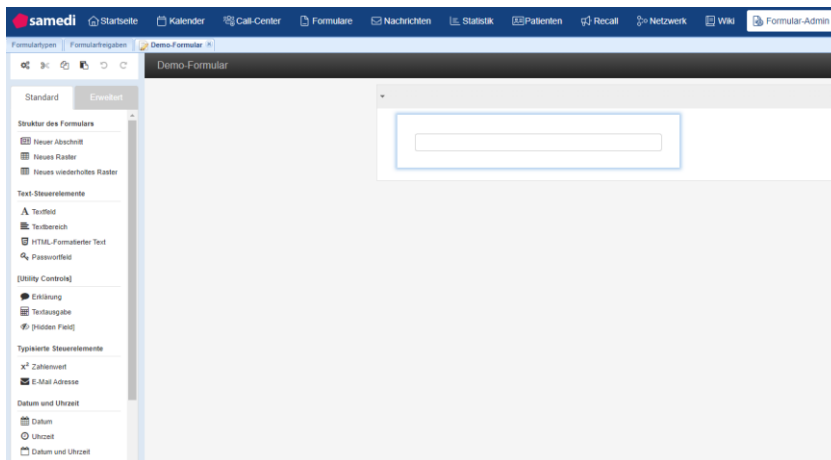 samedi Startseite Kalender Call-Center Formulare Nachrichten Statistik Patienten Recall Netzwerk Wiki Formular-Admin
Formulartypen Formularfreigaben Demo-Formular
Demo-Formular
Standard Erweitert
Struktur des Formulars
Neuer Abschnitt
Neues Raster
Neues wiederholtes Raster
Text-Steuerelemente
Textfeld
Textbereich
HTML-Formatierter Text
Passwortfeld
[Utility Controls]
Erklärung
Textausgabe
[Hidden Field]
Typisierte Steuerelemente
Zahlenwert
E-Mail Adresse
Datum und Uhrzeit
Datum
Uhrzeit
Datum und Uhrzeit